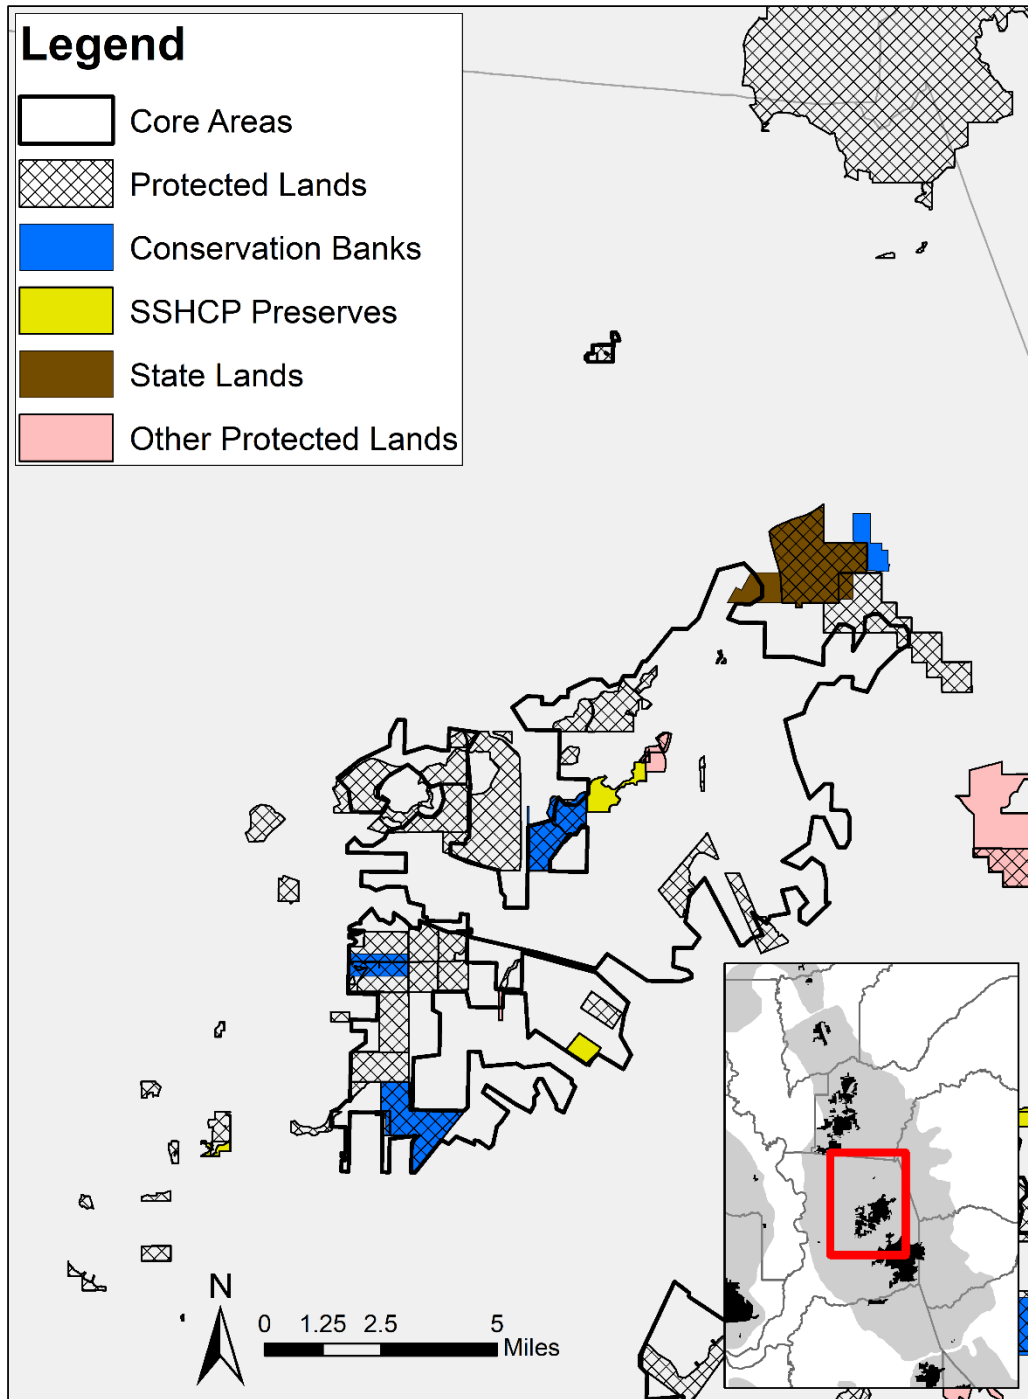 Legend
Core Areas
Protected Lands
Conservation Banks
SSHCP Preserves
State Lands
Other Protected Lands
N
0 1.25 2.5 5
Miles